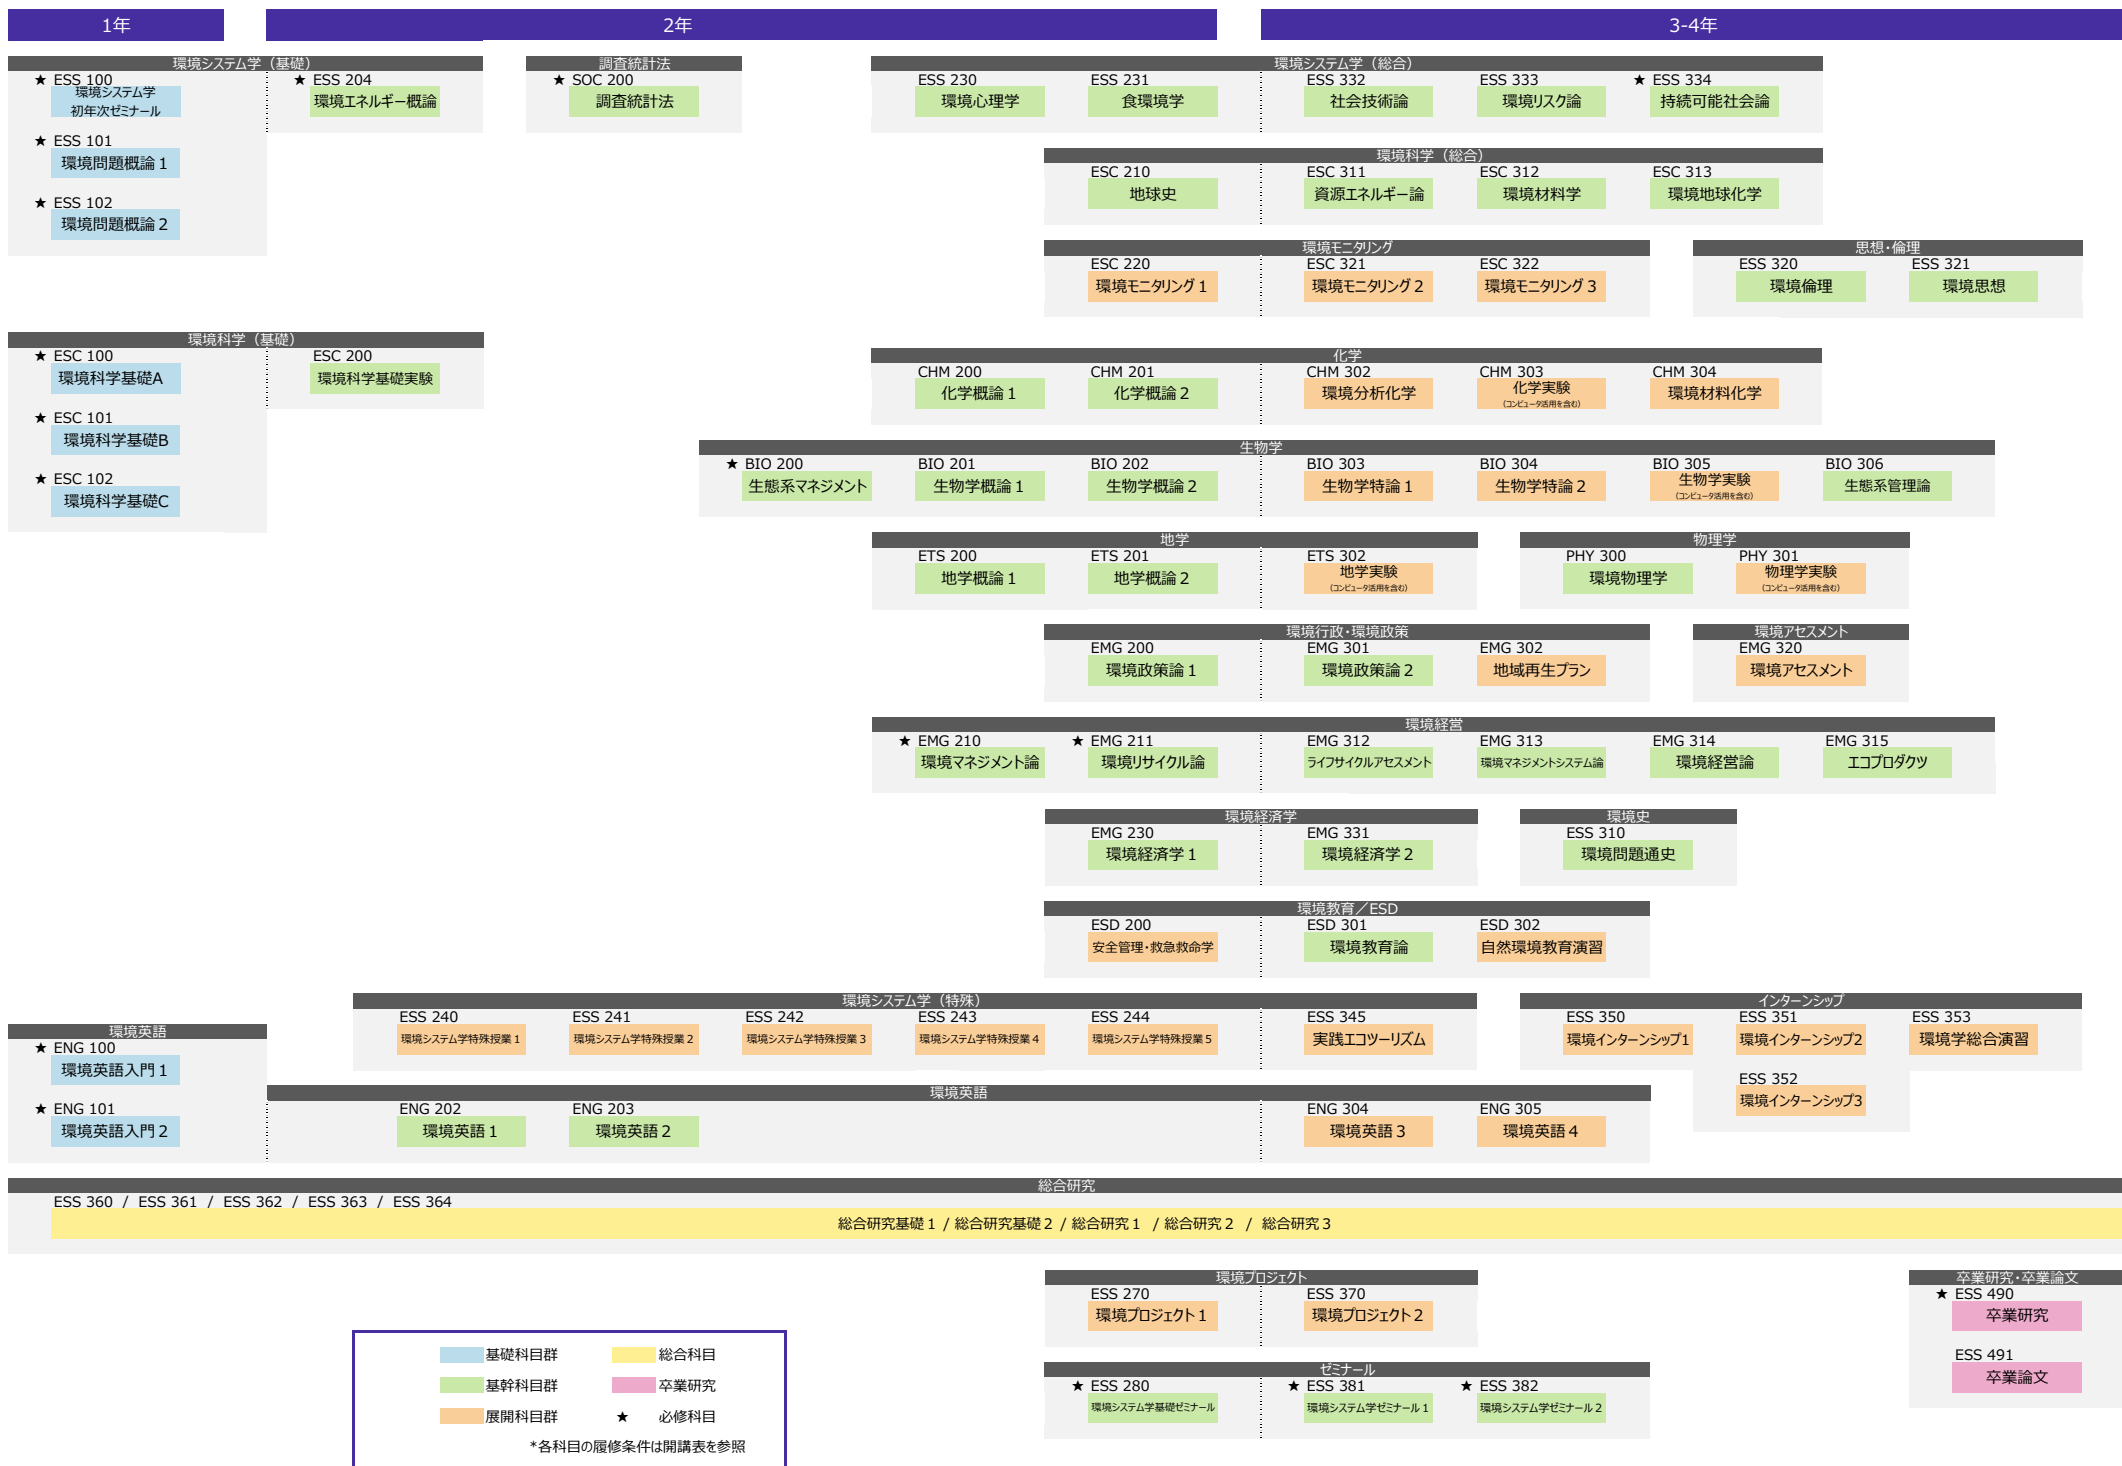 1年
2年
3-4年
環境システム学（基礎）
★ ESS 100
環境システム学
初年次ゼミナール
★ ESS 204
環境エネルギー概論
★ ESS 101
環境問題概論１
★ ESS 102
環境問題概論２
調査統計法
★ SOC 200
調査統計法
環境システム学（総合）
ESS 230
環境心理学
ESS 231
食環境学
ESS 332
社会技術論
ESS 333
環境リスク論
★ ESS 334
持続可能社会論
環境科学（総合）
ESC 210
地球史
ESC 311
資源エネルギー論
ESC 312
環境材料学
ESC 313
環境地球化学
環境モニタリング
ESC 220
環境モニタリング１
ESC 321
環境モニタリング２
ESC 322
環境モニタリング３
思想・倫理
ESS 320
環境倫理
ESS 321
環境思想
環境科学（基礎）
★ ESC 100
環境科学基礎A
ESC 200
環境科学基礎実験
★ ESC 101
環境科学基礎B
★ ESC 102
環境科学基礎C
化学
CHM 200
化学概論１
CHM 201
化学概論２
CHM 302
環境分析化学
CHM 303
化学実験
（コンピュータ活用を含む）
CHM 304
環境材料化学
生物学
★ BIO 200
生態系マネジメント
BIO 201
生物学概論１
BIO 202
生物学概論２
BIO 303
生物学特論１
BIO 304
生物学特論２
BIO 305
生物学実験
（コンピュータ活用を含む）
BIO 306
生態系管理論
地学
ETS 200
地学概論１
ETS 201
地学概論２
ETS 302
地学実験
（コンピュータ活用を含む）
物理学
PHY 300
環境物理学
PHY 301
物理学実験
（コンピュータ活用を含む）
環境行政・環境政策
EMG 200
環境政策論１
EMG 301
環境政策論２
EMG 302
地域再生プラン
環境アセスメント
EMG 320
環境アセスメント
環境経営
★ EMG 210
環境マネジメント論
★ EMG 211
環境リサイクル論
EMG 312
ライフサイクルアセスメント
EMG 313
環境マネジメントシステム論
EMG 314
環境経営論
EMG 315
エコプロダクツ
環境経済学
EMG 230
環境経済学１
EMG 331
環境経済学２
環境史
ESS 310
環境問題通史
環境教育／ESD
ESD 200
安全管理・救急救命学
ESD 301
環境教育論
ESD 302
自然環境教育演習
環境システム学（特殊）
ESS 240
環境システム学特殊授業１
ESS 241
環境システム学特殊授業２
ESS 242
環境システム学特殊授業３
ESS 243
環境システム学特殊授業４
ESS 244
環境システム学特殊授業５
ESS 345
実践エコツーリズム
インターンシップ
ESS 350
環境インターンシップ1
ESS 351
環境インターンシップ2
ESS 353
環境学総合演習
ESS 352
環境インターンシップ3
環境英語
★ ENG 100
環境英語入門１
★ ENG 101
環境英語入門２
環境英語
ENG 202
環境英語１
ENG 203
環境英語２
ENG 304
環境英語３
ENG 305
環境英語４
総合研究
ESS 360 / ESS 361 / ESS 362 / ESS 363 / ESS 364
総合研究基礎１ / 総合研究基礎２ / 総合研究１ / 総合研究２ / 総合研究３
環境プロジェクト
ESS 270
環境プロジェクト１
ESS 370
環境プロジェクト２
卒業研究・卒業論文
★ ESS 490
卒業研究
ESS 491
卒業論文
ゼミナール
★ ESS 280
環境システム学基礎ゼミナール
★ ESS 381
環境システム学ゼミナール１
★ ESS 382
環境システム学ゼミナール２
基礎科目群
総合科目
基幹科目群
卒業研究
展開科目群
★ 必修科目
*各科目の履修条件は開講表を参照